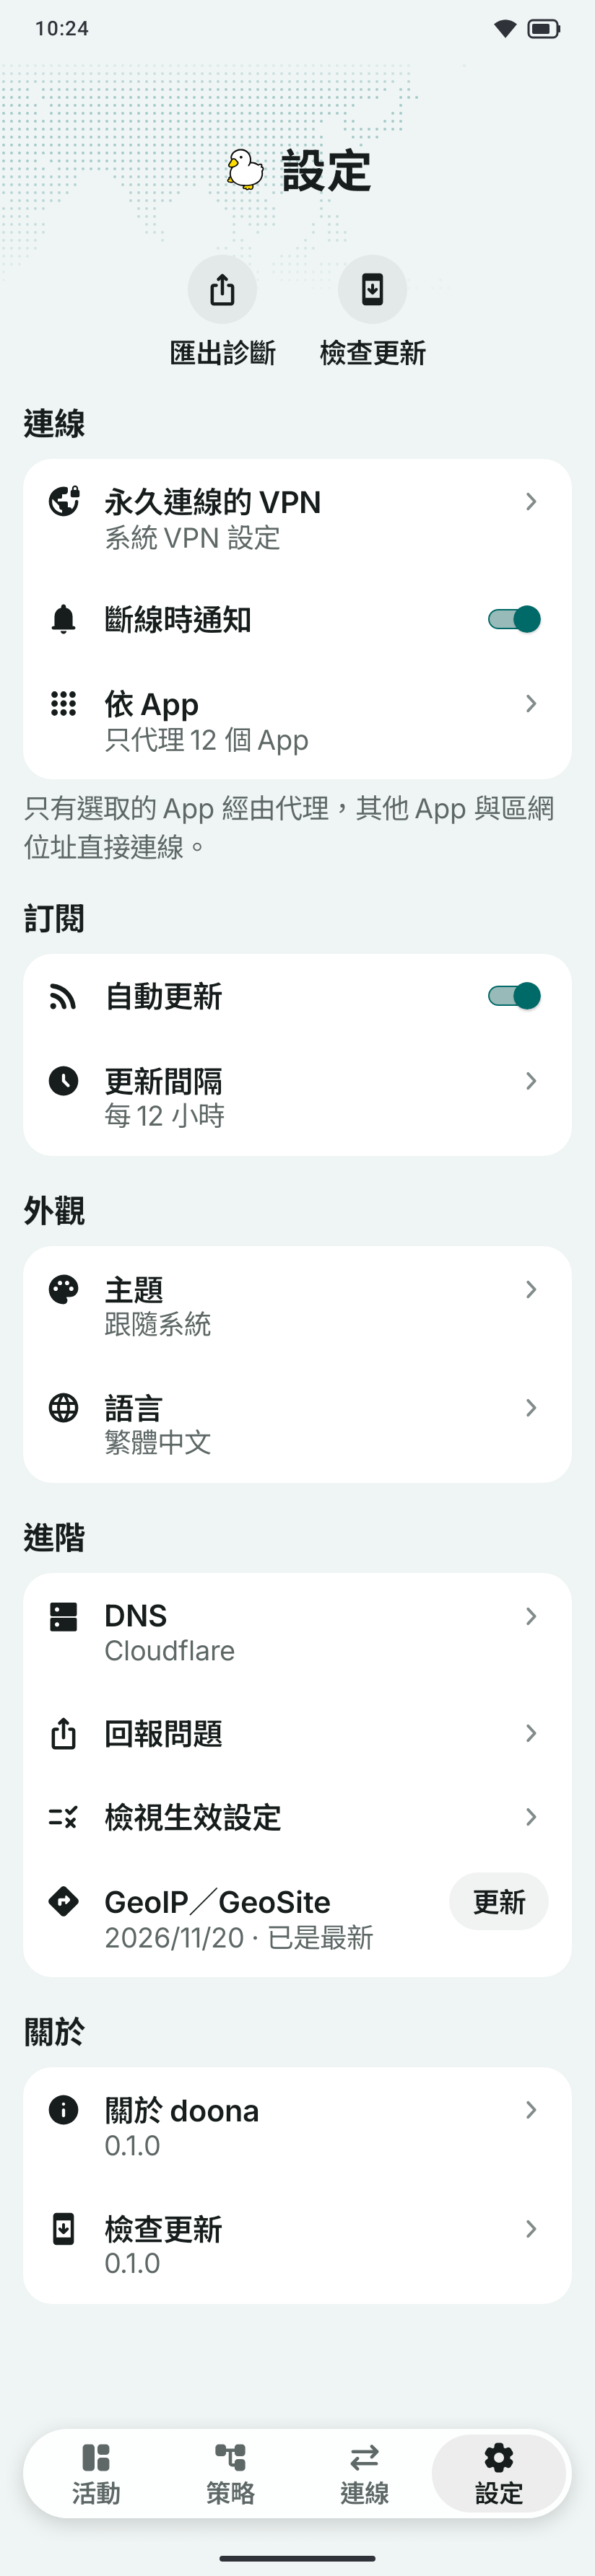 10:24
設定
匯出診斷
檢查更新
連線
永久連線的 VPN
系統 VPN 設定
斷線時通知
依 App
只代理 12 個 App
只有選取的 App 經由代理，其他 App 與區網
位址直接連線。
訂閱
自動更新
更新間隔
每 12 小時
外觀
主題
跟隨系統
語言
繁體中文
進階
DNS
Cloudflare
回報問題
檢視生效設定
GeoIP／GeoSite
更新
2026/11/20 · 已是最新
關於
關於 doona
0.1.0
檢查更新
0.1.0
活動
策略
連線
設定